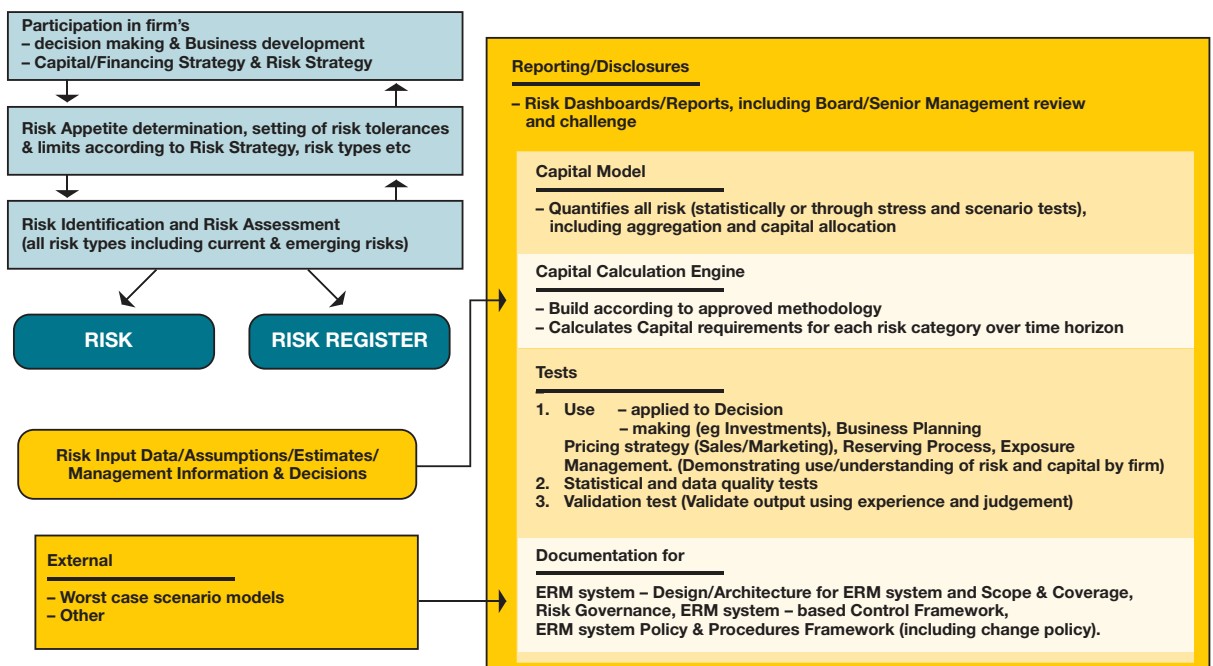 Participation in firm's
– decision making & Business development
– Capital/Financing Strategy & Risk Strategy
Risk Appetite determination, setting of risk tolerances
& limits according to Risk Strategy, risk types etc
Risk Identification and Risk Assessment
(all risk types including current & emerging risks)
RISK
RISK REGISTER
Risk Input Data/Assumptions/Estimates/
Management Information & Decisions
External
– Worst case scenario models
– Other
Reporting/Disclosures
– Risk Dashboards/Reports, including Board/Senior Management review
and challenge
Capital Model
– Quantifies all risk (statistically or through stress and scenario tests),
including aggregation and capital allocation
Capital Calculation Engine
– Build according to approved methodology
– Calculates Capital requirements for each risk category over time horizon
Tests
1. Use – applied to Decision
– making (eg Investments), Business Planning
Pricing strategy (Sales/Marketing), Reserving Process, Exposure
Management. (Demonstrating use/understanding of risk and capital by firm)
2. Statistical and data quality tests
3. Validation test (Validate output using experience and judgement)
Documentation for
ERM system – Design/Architecture for ERM system and Scope & Coverage,
Risk Governance, ERM system – based Control Framework,
ERM system Policy & Procedures Framework (including change policy).